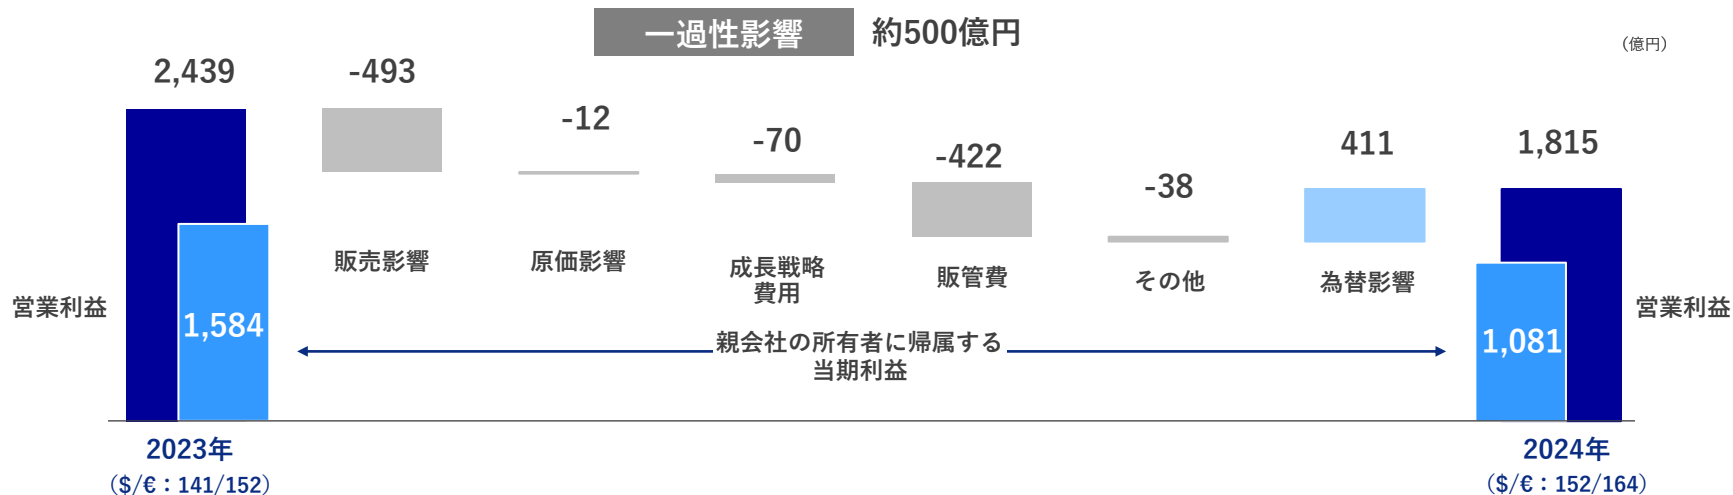 一過性影響 約500億円
（億円）
2,439
-493
-12
-70
-422
-38
411
1,815
販売影響
原価影響
成長戦略
費用
販管費
その他
為替影響
営業利益
営業利益
1,584
親会社の所有者に帰属する
当期利益
1,081
2023年
（$/€：141/152）
2024年
（$/€：152/164）